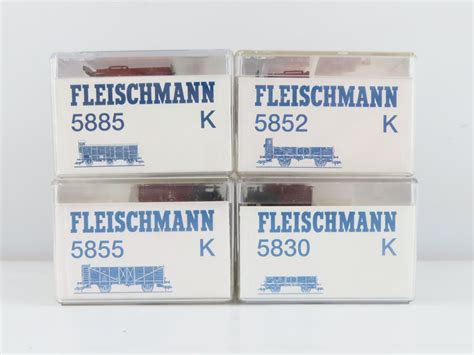 FLEISCHMANN
5885 K
FLEISCHMANN
5852 K
FLEISCHMANN
5855 K
FLEISCHMANN
5830 K